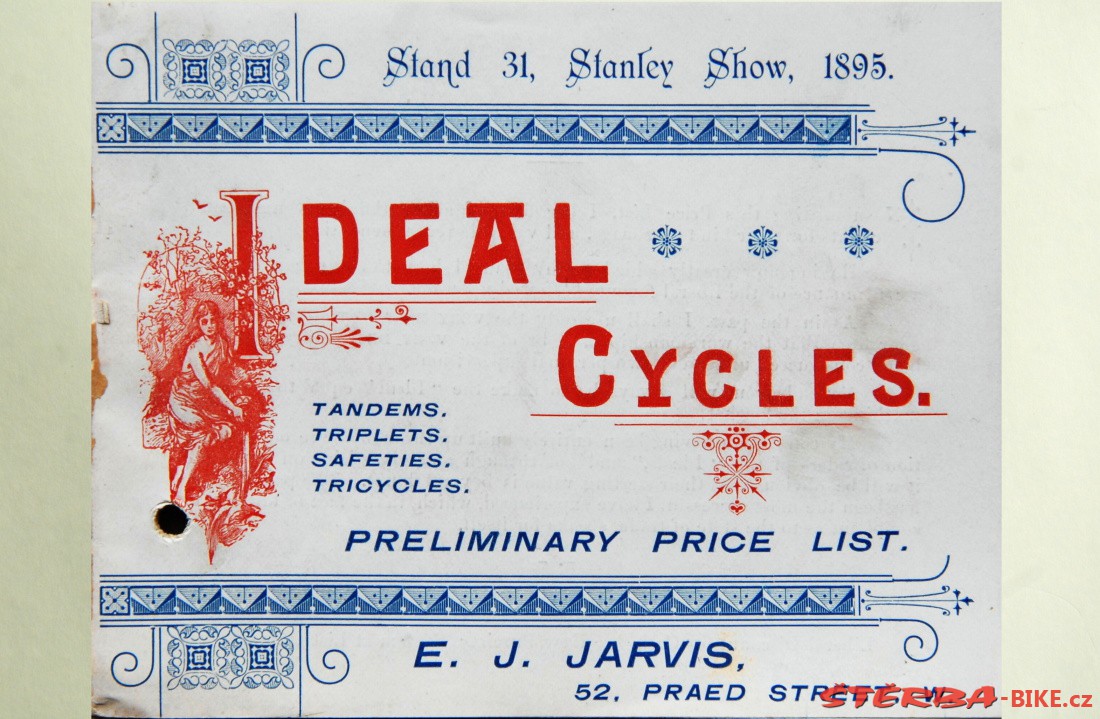 Stand 31, Stanley Show, 1895.
IDEAL
CYCLES.
TANDEMS.
TRIPLETS.
SAFETIES.
TRICYCLES.
PRELIMINARY PRICE LIST.
E. J. JARVIS,
52, PRAED STREET, W.
ŠTĚRBA-BIKE.cz